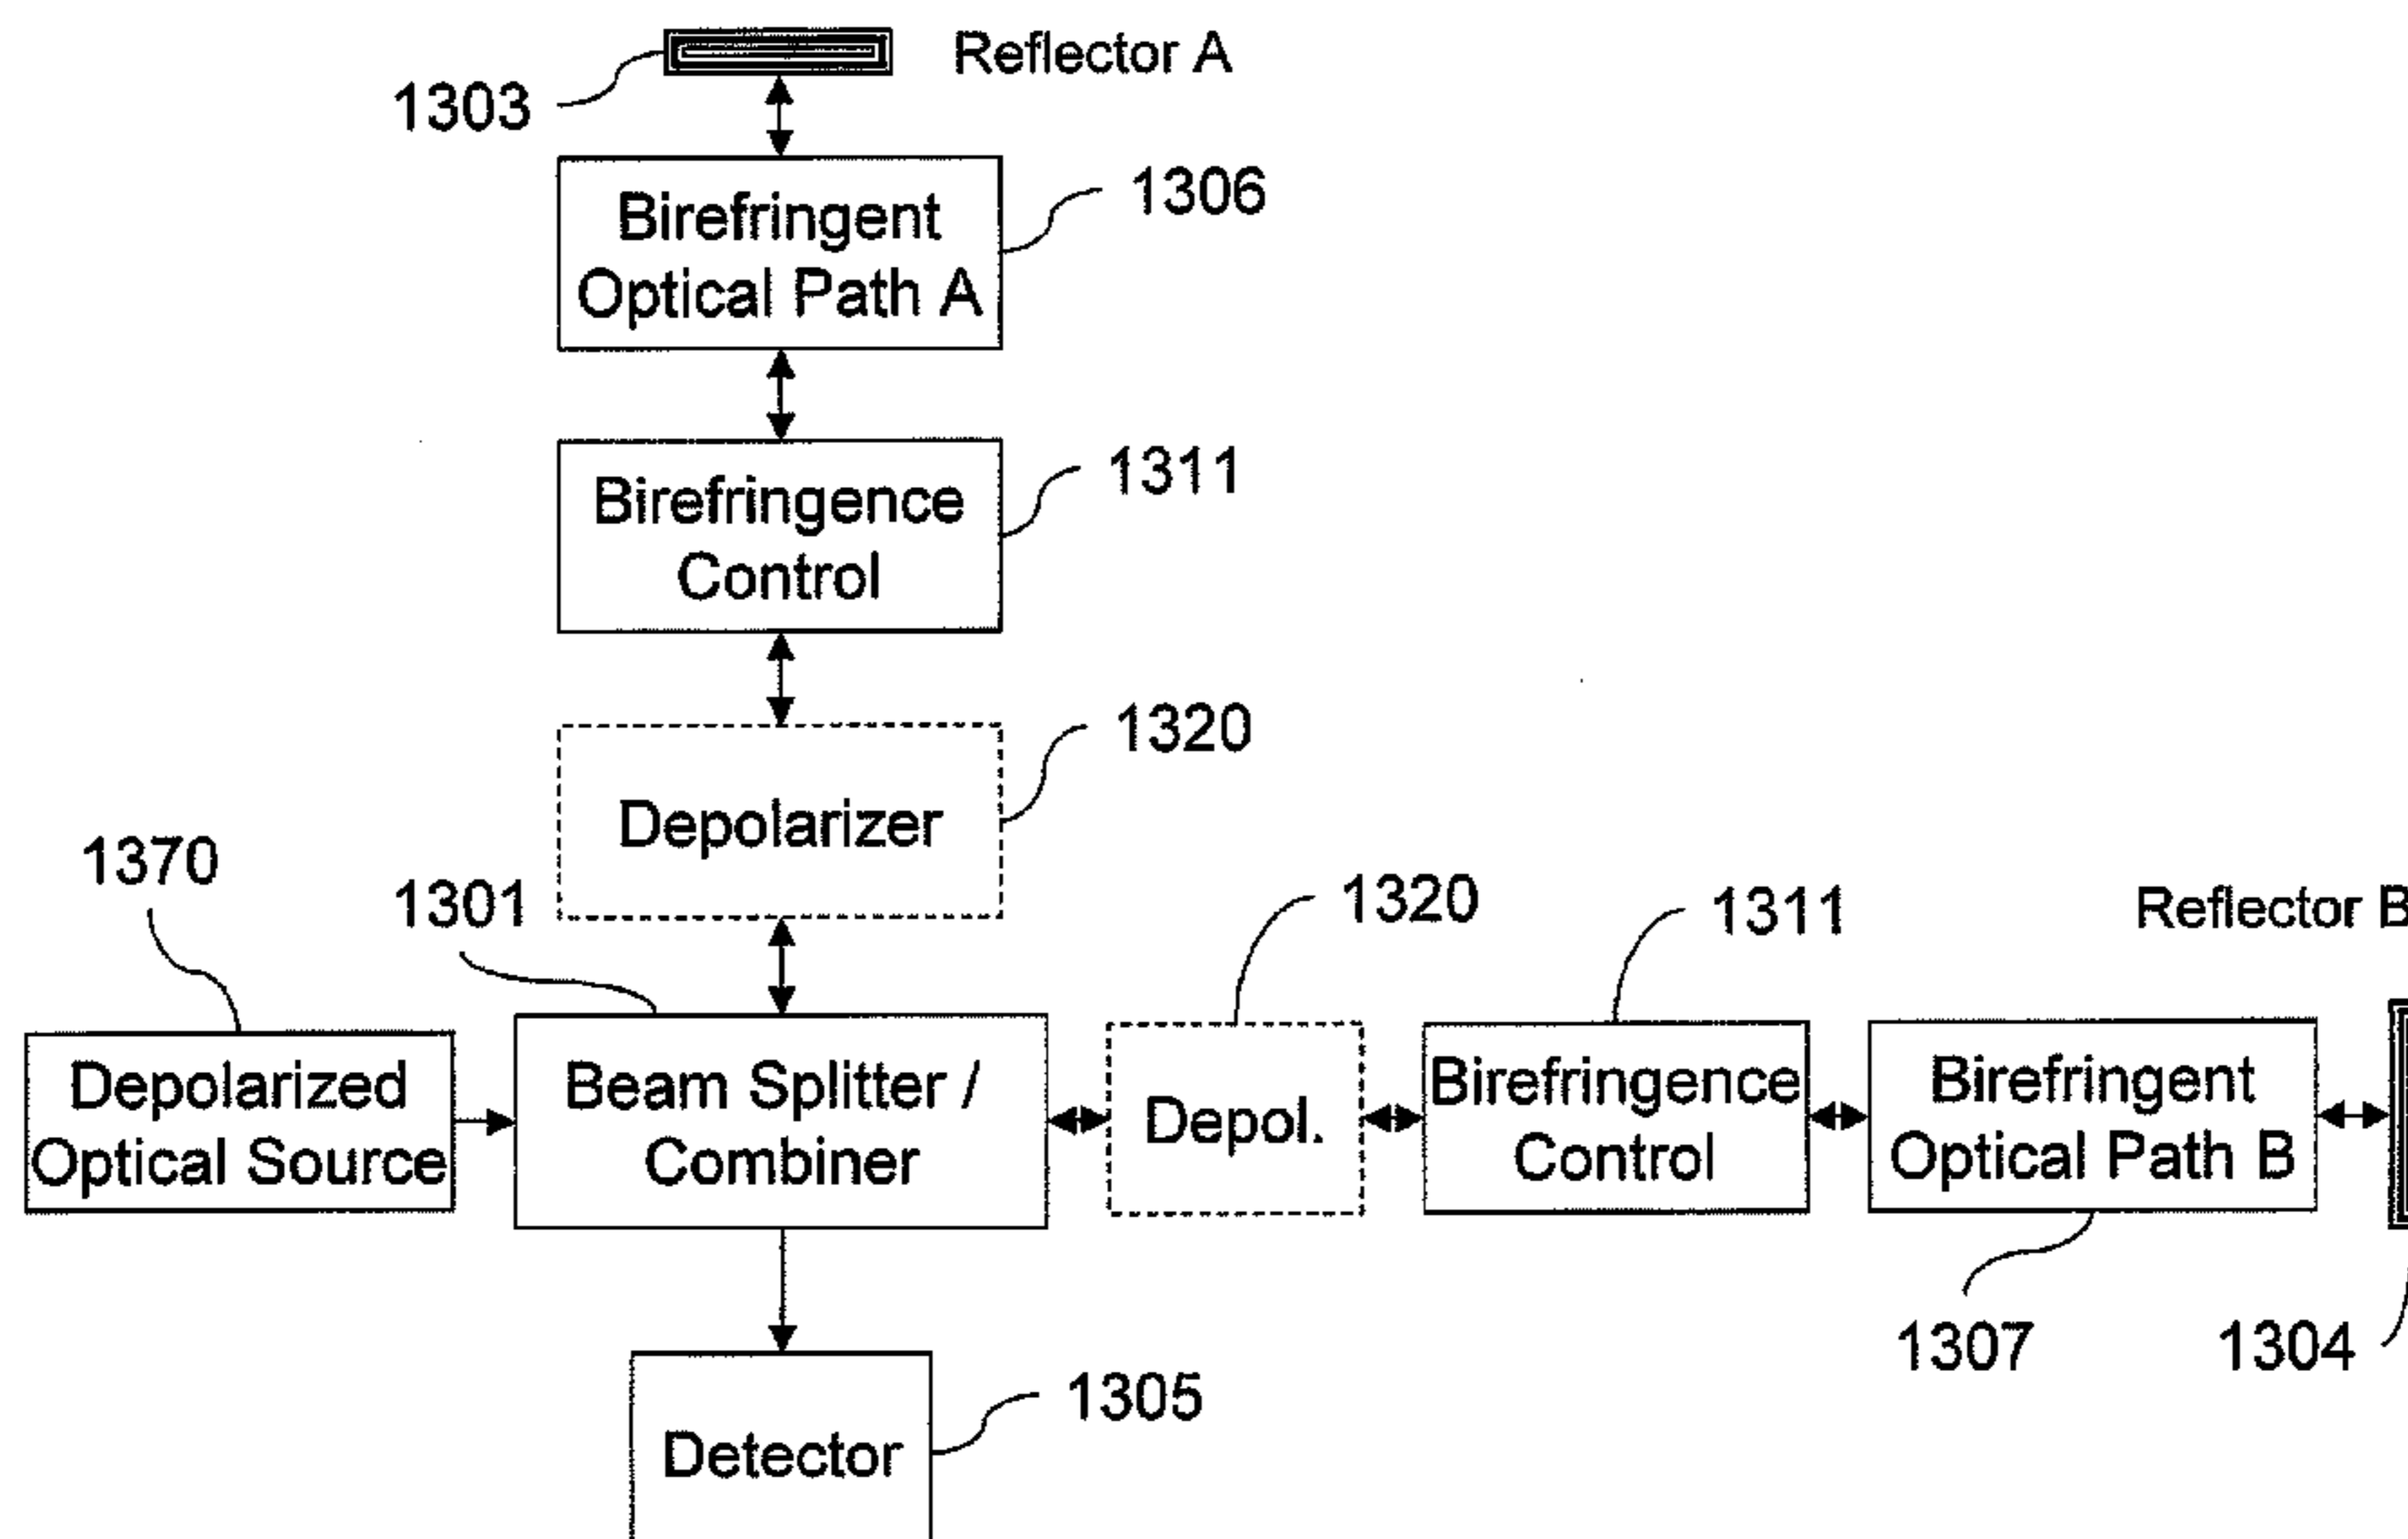 Reflector A
1303
Birefringent
Optical Path A
1306
Birefringence
Control
1311
Depolarizer
1320
1370
1301
1320
1311
Reflector B
Depolarized
Optical Source
Beam Splitter /
Combiner
Depol.
Birefringence
Control
Birefringent
Optical Path B
1307
1304
Detector
1305